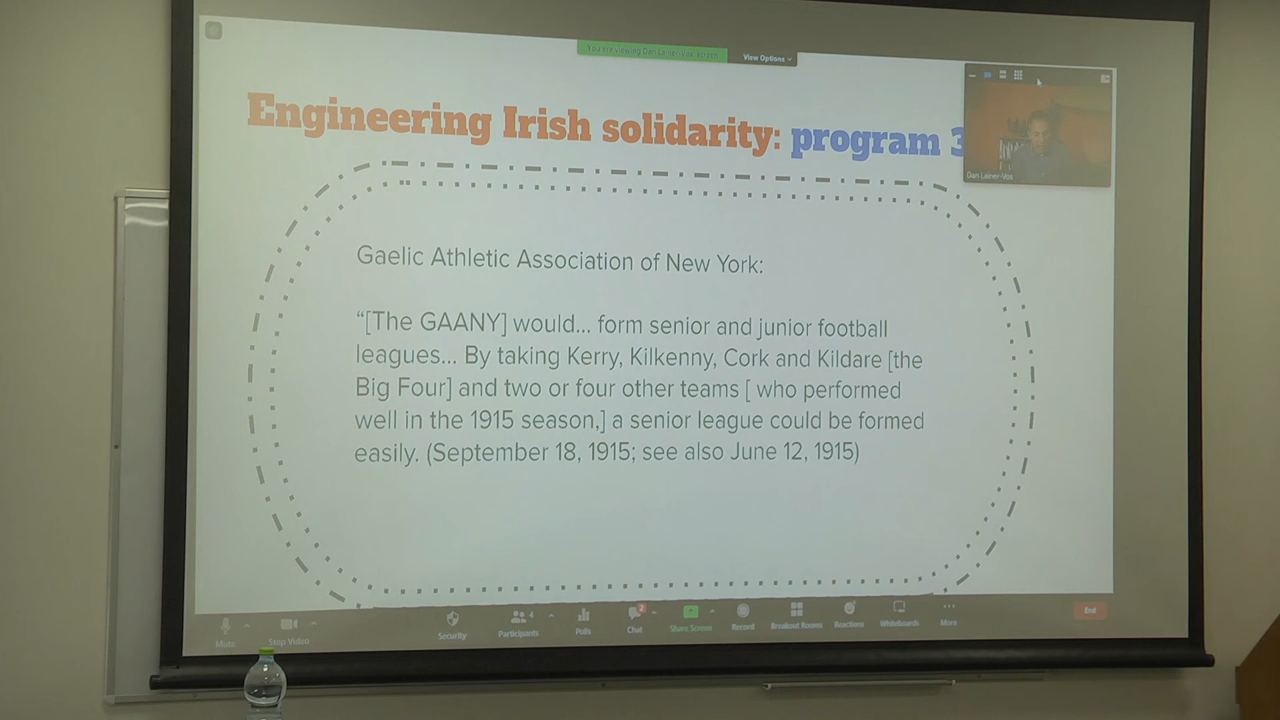 You are viewing Dan Lainer-Vos' screen
View Options
Engineering Irish solidarity: program 3
Dan Lainer-Vos
Gaelic Athletic Association of New York:
“[The GAANY] would... form senior and junior football
leagues... By taking Kerry, Kilkenny, Cork and Kildare [the
Big Four] and two or four other teams [ who performed
well in the 1915 season,] a senior league could be formed
easily. (September 18, 1915; see also June 12, 1915)
Mute
Stop Video
Security
Participants
4
Polls
Chat
2
Share Screen
Record
Breakout Rooms
Reactions
Whiteboards
More
End